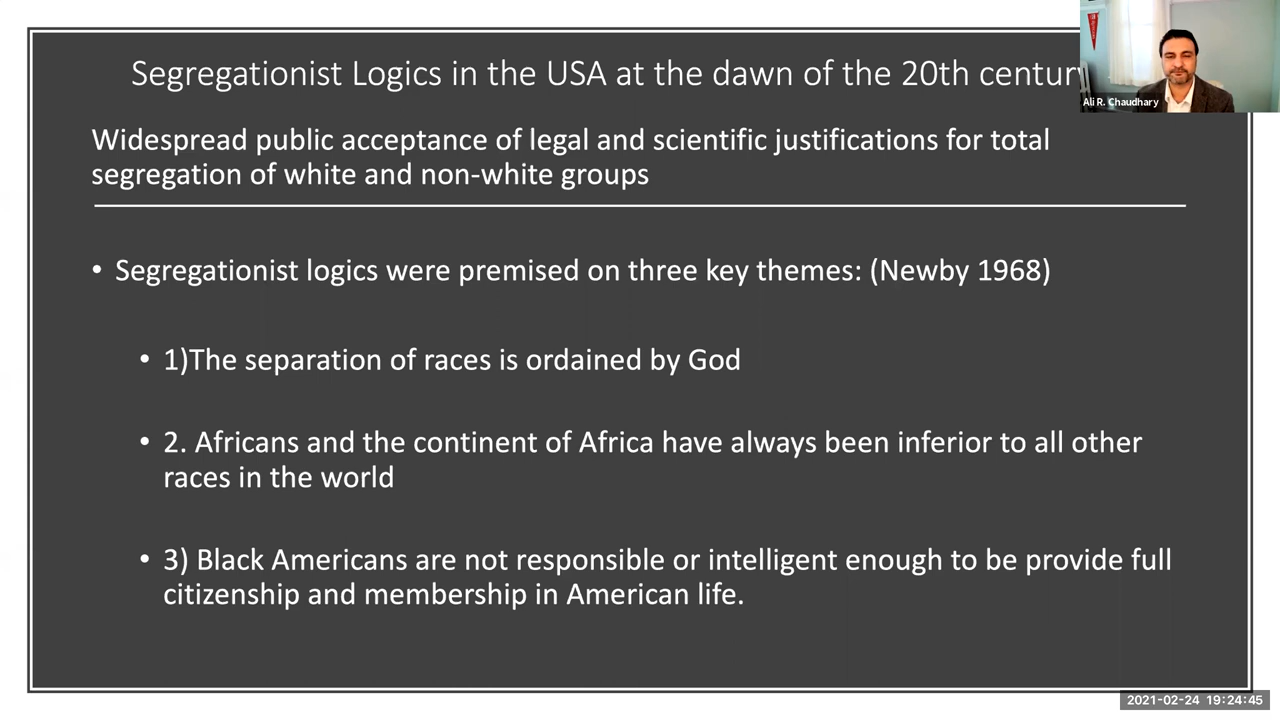 Segregationist Logics in the USA at the dawn of the 20th century
Ali R. Chaudhary
Widespread public acceptance of legal and scientific justifications for total
segregation of white and non-white groups
• Segregationist logics were premised on three key themes: (Newby 1968)
• 1)The separation of races is ordained by God
• 2. Africans and the continent of Africa have always been inferior to all other
races in the world
• 3) Black Americans are not responsible or intelligent enough to be provide full
citizenship and membership in American life.
2021-02-24 19:24:45